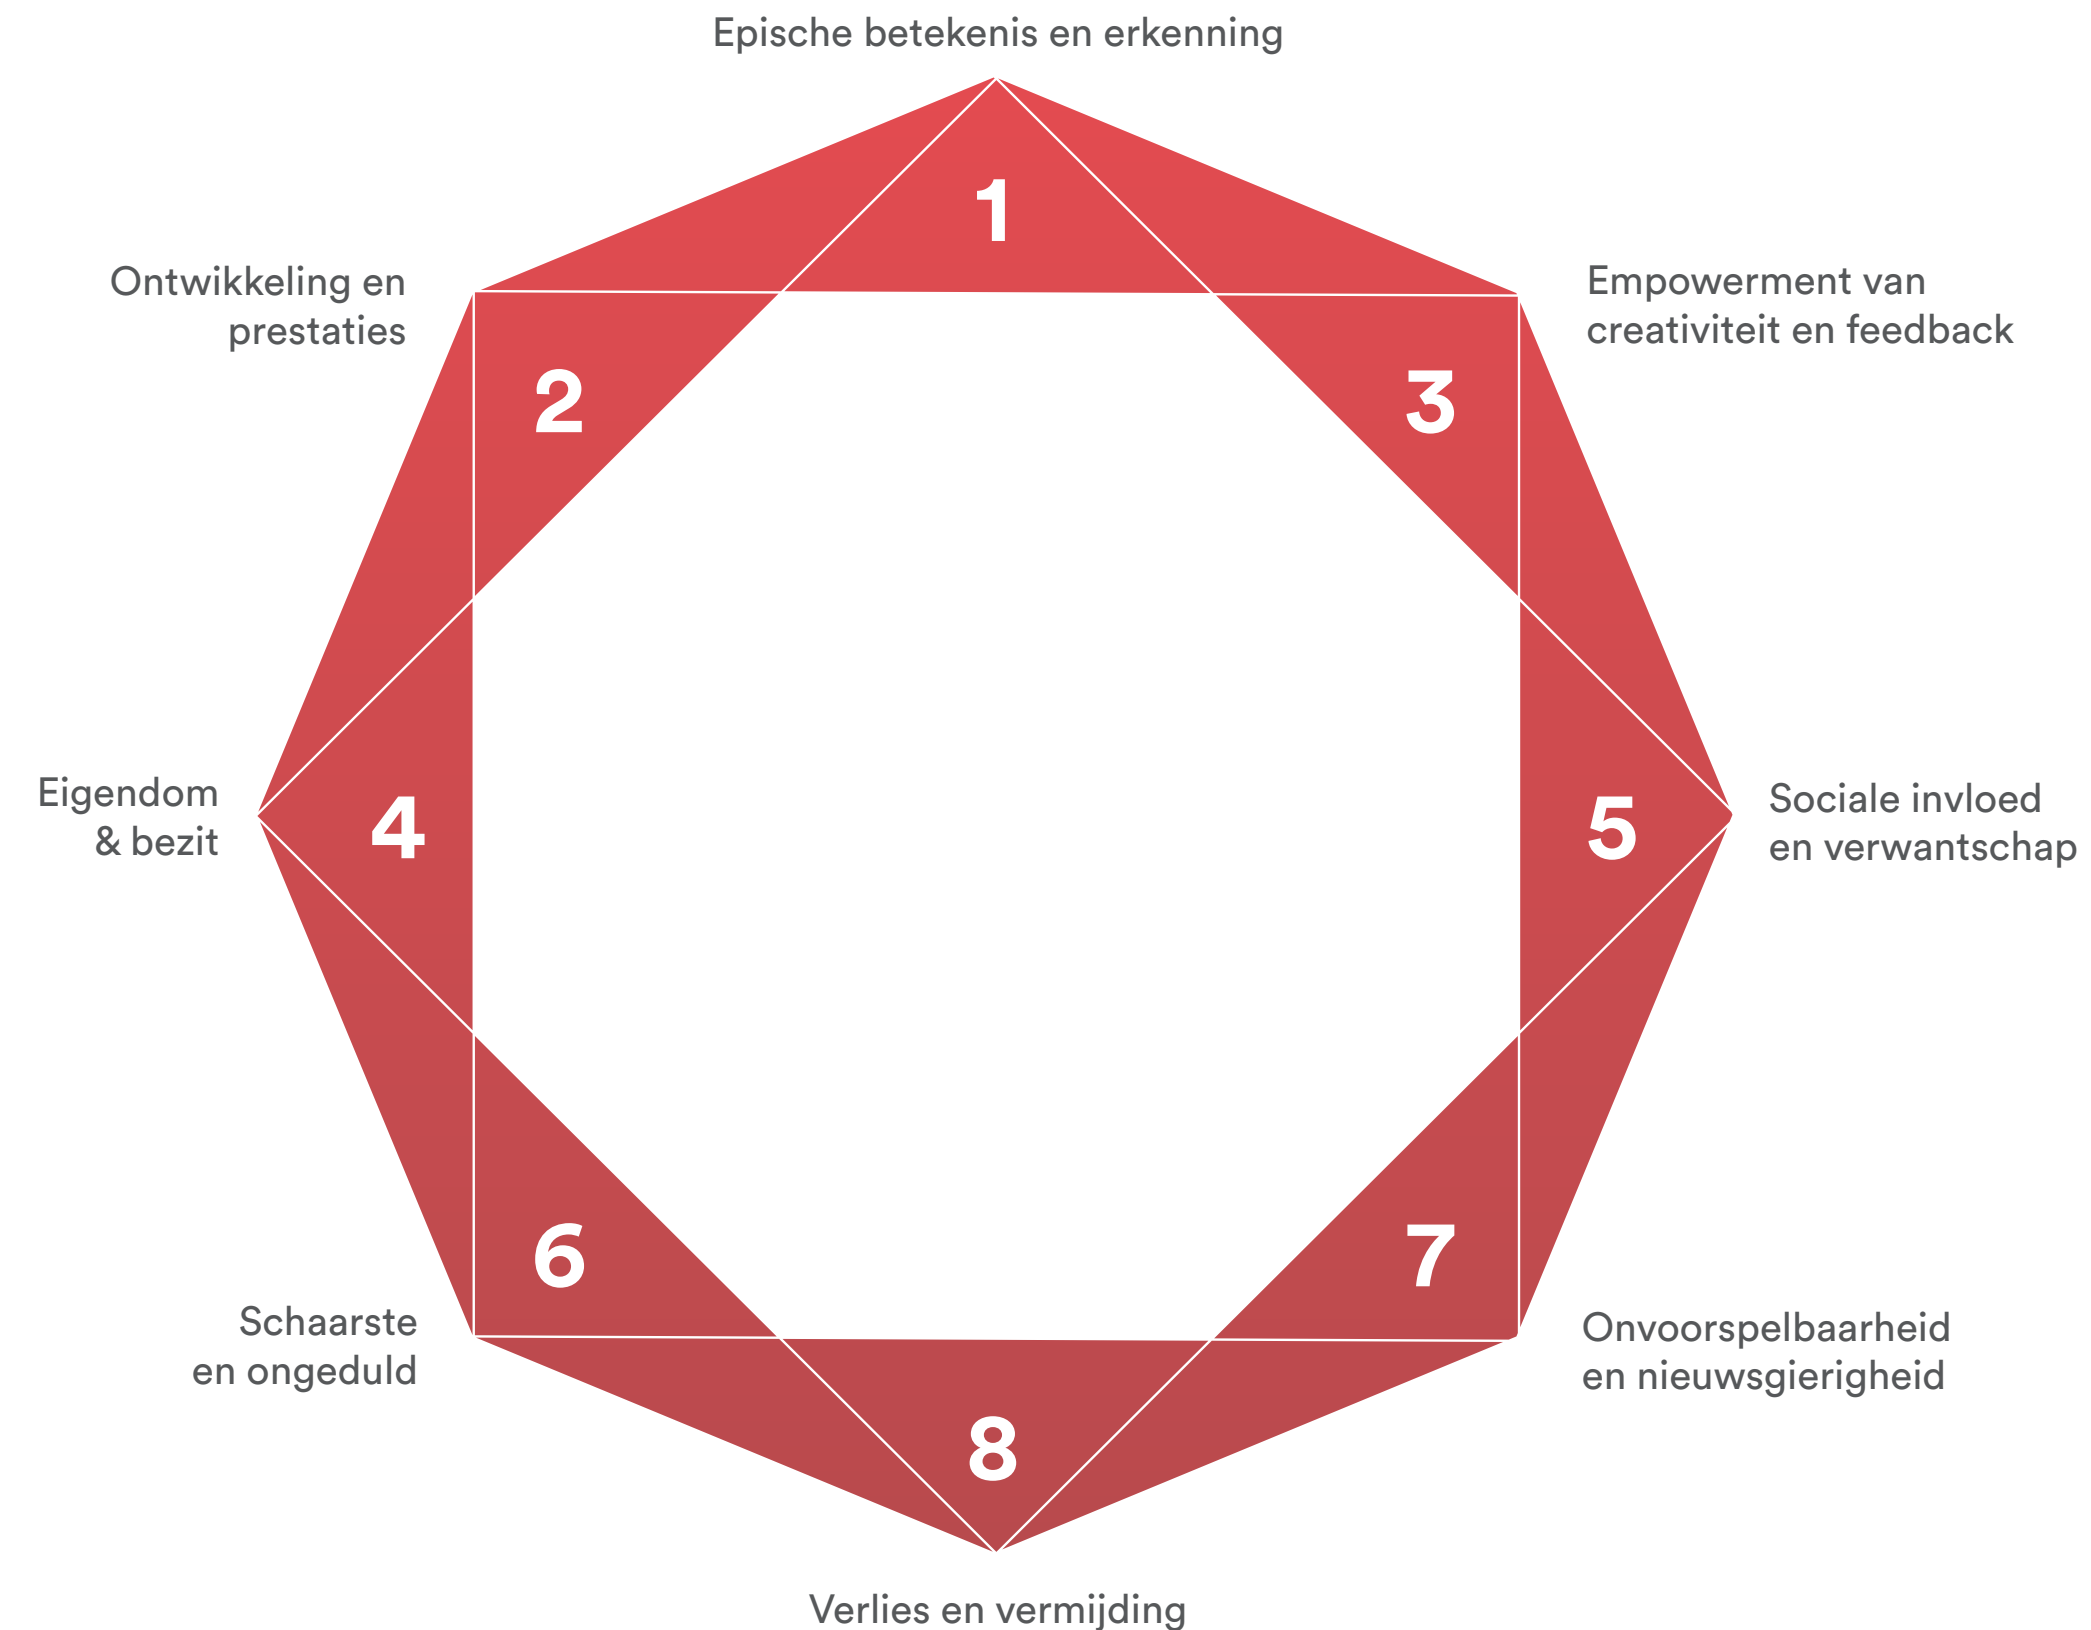 Epische betekenis en erkenning
1
Ontwikkeling en
prestaties
2
3
Empowerment van
creativiteit en feedback
Eigendom
& bezit
4
5
Sociale invloed
en verwantschap
Schaarste
en ongeduld
6
7
Onvoorspelbaarheid
en nieuwsgierigheid
8
Verlies en vermijding